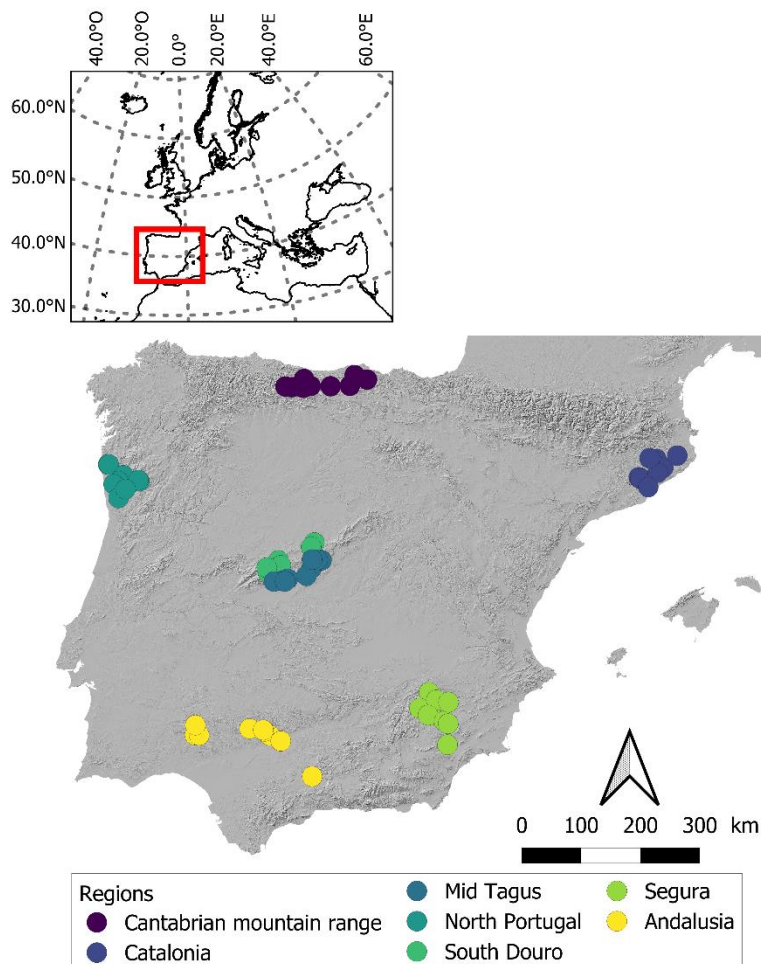 40.0°O 20.0°O 0.0° 20.0°E 40.0°E 60.0°E
60.0°N
50.0°N
40.0°N
30.0°N
0 100 200 300 km
Regions
Cantabrian mountain range
Catalonia
Mid Tagus
North Portugal
South Douro
Segura
Andalusia